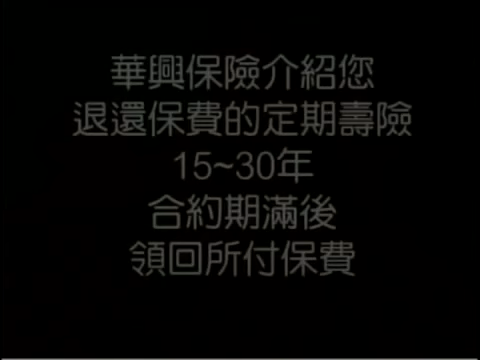 華興保險介紹您
退還保費的定期壽險
15~30年
合約期滿後
領回所付保費